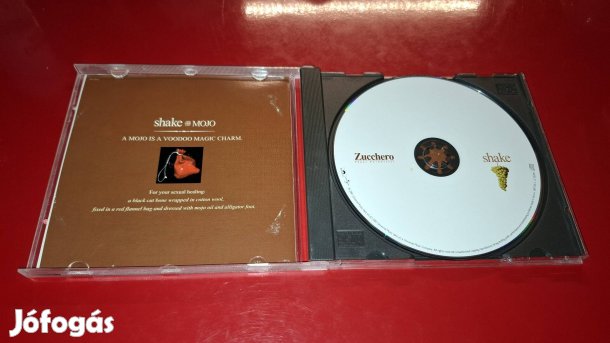 shake MOJO
A MOJO IS A VOODOO MAGIC CHARM.
For your sexual healing:
a black cat bone wrapped in cotton wool,
fixed in a red flannel bag and dressed with mojo oil and alligator foot.
Zucchero
shake
Jófogás